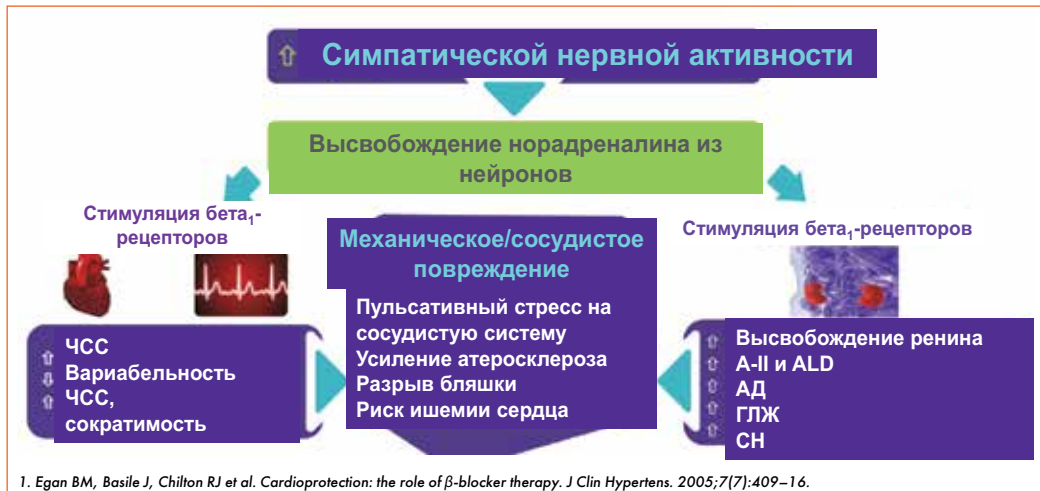 Симпатической нервной активности
Высвобождение норадреналина из
нейронов
Стимуляция бета₁-
рецепторов
Механическое/сосудистое
повреждение
Пульсативный стресс на
сосудистую систему
Усиление атеросклероза
Разрыв бляшки
Риск ишемии сердца
Стимуляция бета₁-рецепторов
ЧСС
Вариабельность
ЧСС,
сократимость
Высвобождение ренина
А-II и ALD
АД
ГЛЖ
СН
1. Egan BM, Basile J, Chilton RJ et al. Cardioprotection: the role of β-blocker therapy. J Clin Hypertens. 2005;7(7):409–16.